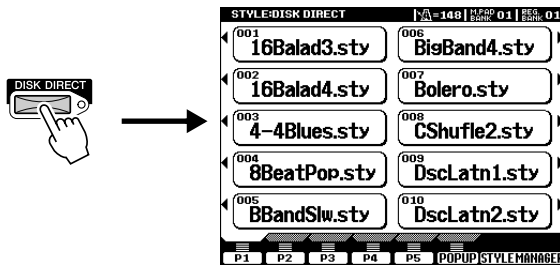 DISK DIRECT
STYLE:DISK DIRECT =148 M.PAD BANK 01 REG. BANK 01
001 16Balad3.sty
006 BigBand4.sty
002 16Balad4.sty
007 Bolero.sty
003 4-4Blues.sty
008 CShufle2.sty
004 8BeatPop.sty
009 DscLatn1.sty
005 BBandSlw.sty
010 DscLatn2.sty
P1 P2 P3 P4 P5 POPUP STYLE MANAGER